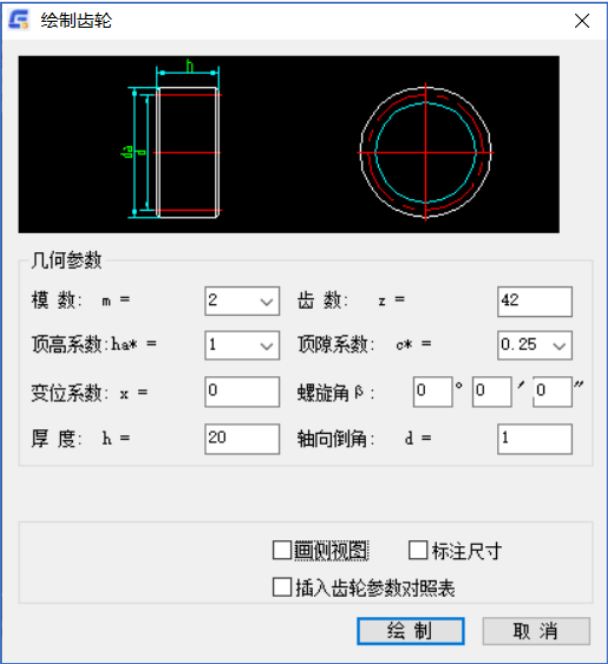 绘制齿轮
h
da d
几何参数
模 数: m = 2 齿 数: z = 42
顶高系数:ha* = 1 顶隙系数: c* = 0.25
变位系数: x = 0 螺旋角β: 0 ° 0 ′ 0 ″
厚 度: h = 20 轴向倒角: d = 1
画侧视图 标注尺寸
插入齿轮参数对照表
绘 制 取 消